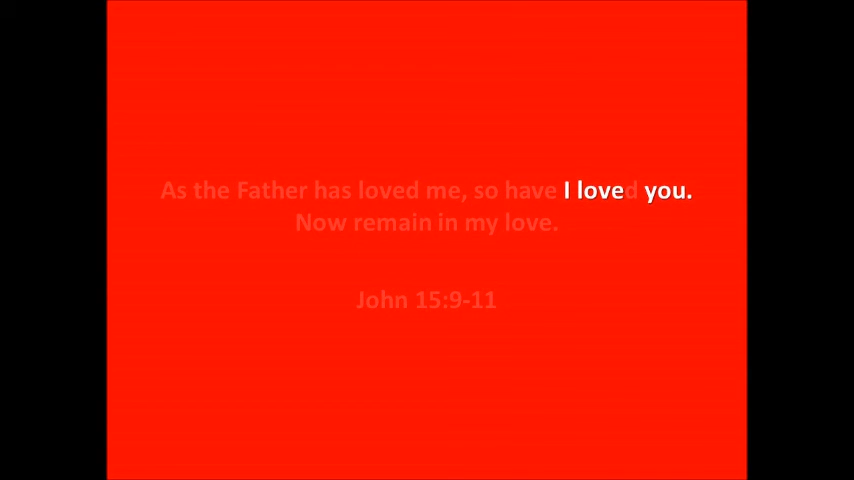 As the Father has loved me, so have I loved you.
Now remain in my love.
John 15:9-11